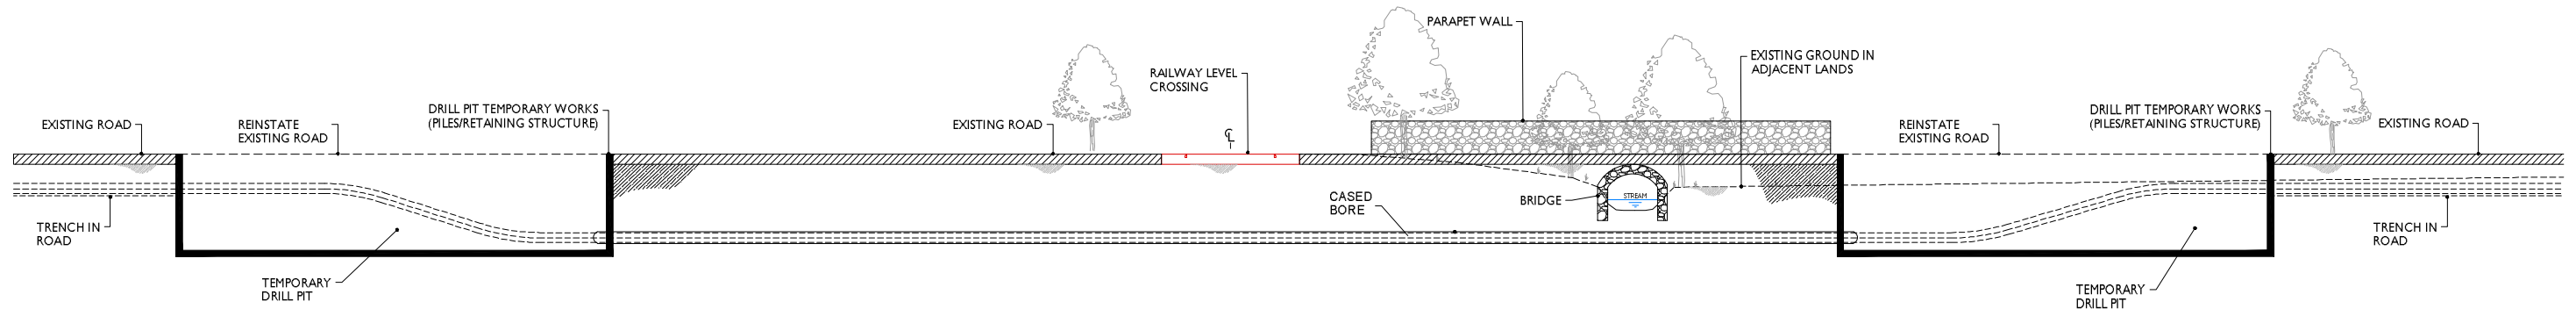 EXISTING ROAD
REINSTATE
EXISTING ROAD
DRILL PIT TEMPORARY WORKS
(PILES/RETAINING STRUCTURE)
TRENCH IN
ROAD
TEMPORARY
DRILL PIT
EXISTING ROAD
RAILWAY LEVEL
CROSSING
CL
PARAPET WALL
EXISTING GROUND IN
ADJACENT LANDS
CASED
BORE
BRIDGE
STREAM
REINSTATE
EXISTING ROAD
DRILL PIT TEMPORARY WORKS
(PILES/RETAINING STRUCTURE)
EXISTING ROAD
TRENCH IN
ROAD
TEMPORARY
DRILL PIT